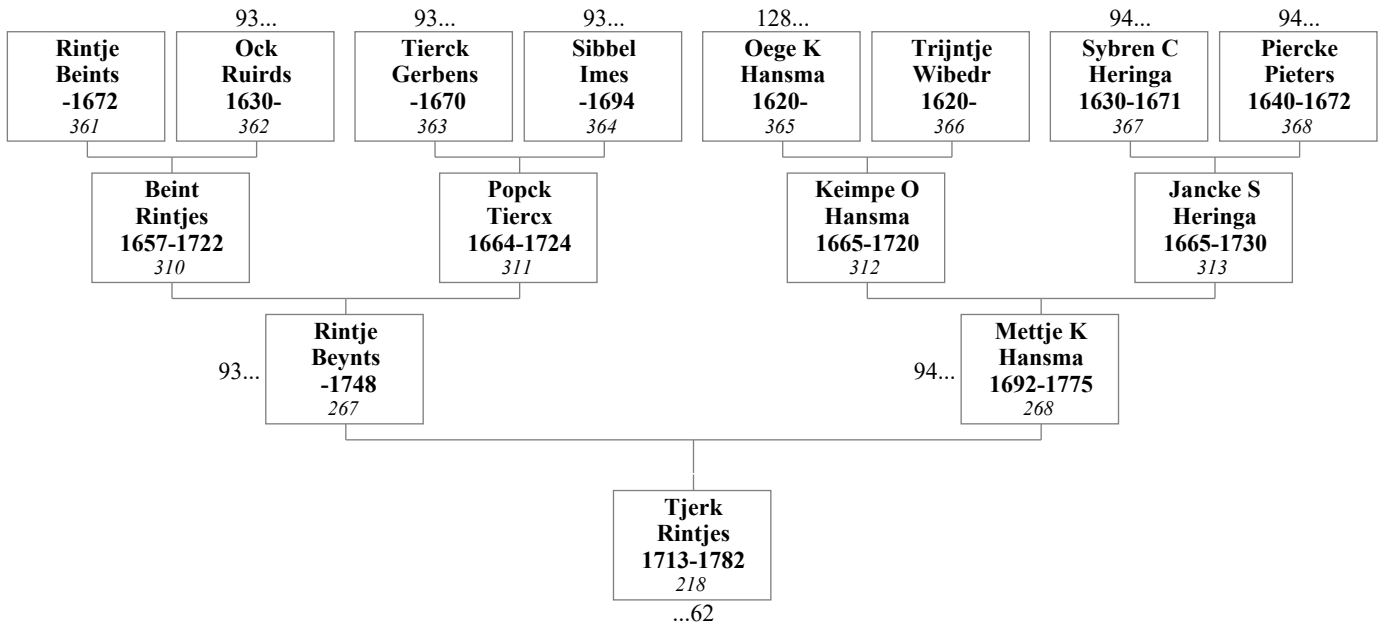 93...
93...
93...
128...
94...
94...
Rintje
Beints
-1672
361
Ock
Ruirds
1630-
362
Tierck
Gerbens
-1670
363
Sibbel
Imes
-1694
364
Oege K
Hansma
1620-
365
Trijntje
Wibedr
1620-
366
Sybren C
Heringa
1630-1671
367
Piercke
Pieters
1640-1672
368
Beint
Rintjes
1657-1722
310
Popck
Tiercx
1664-1724
311
Keimpe O
Hansma
1665-1720
312
Jancke S
Heringa
1665-1730
313
93...
Rintje
Beynts
-1748
267
94...
Mettje K
Hansma
1692-1775
268
Tjerk
Rintjes
1713-1782
218
...62